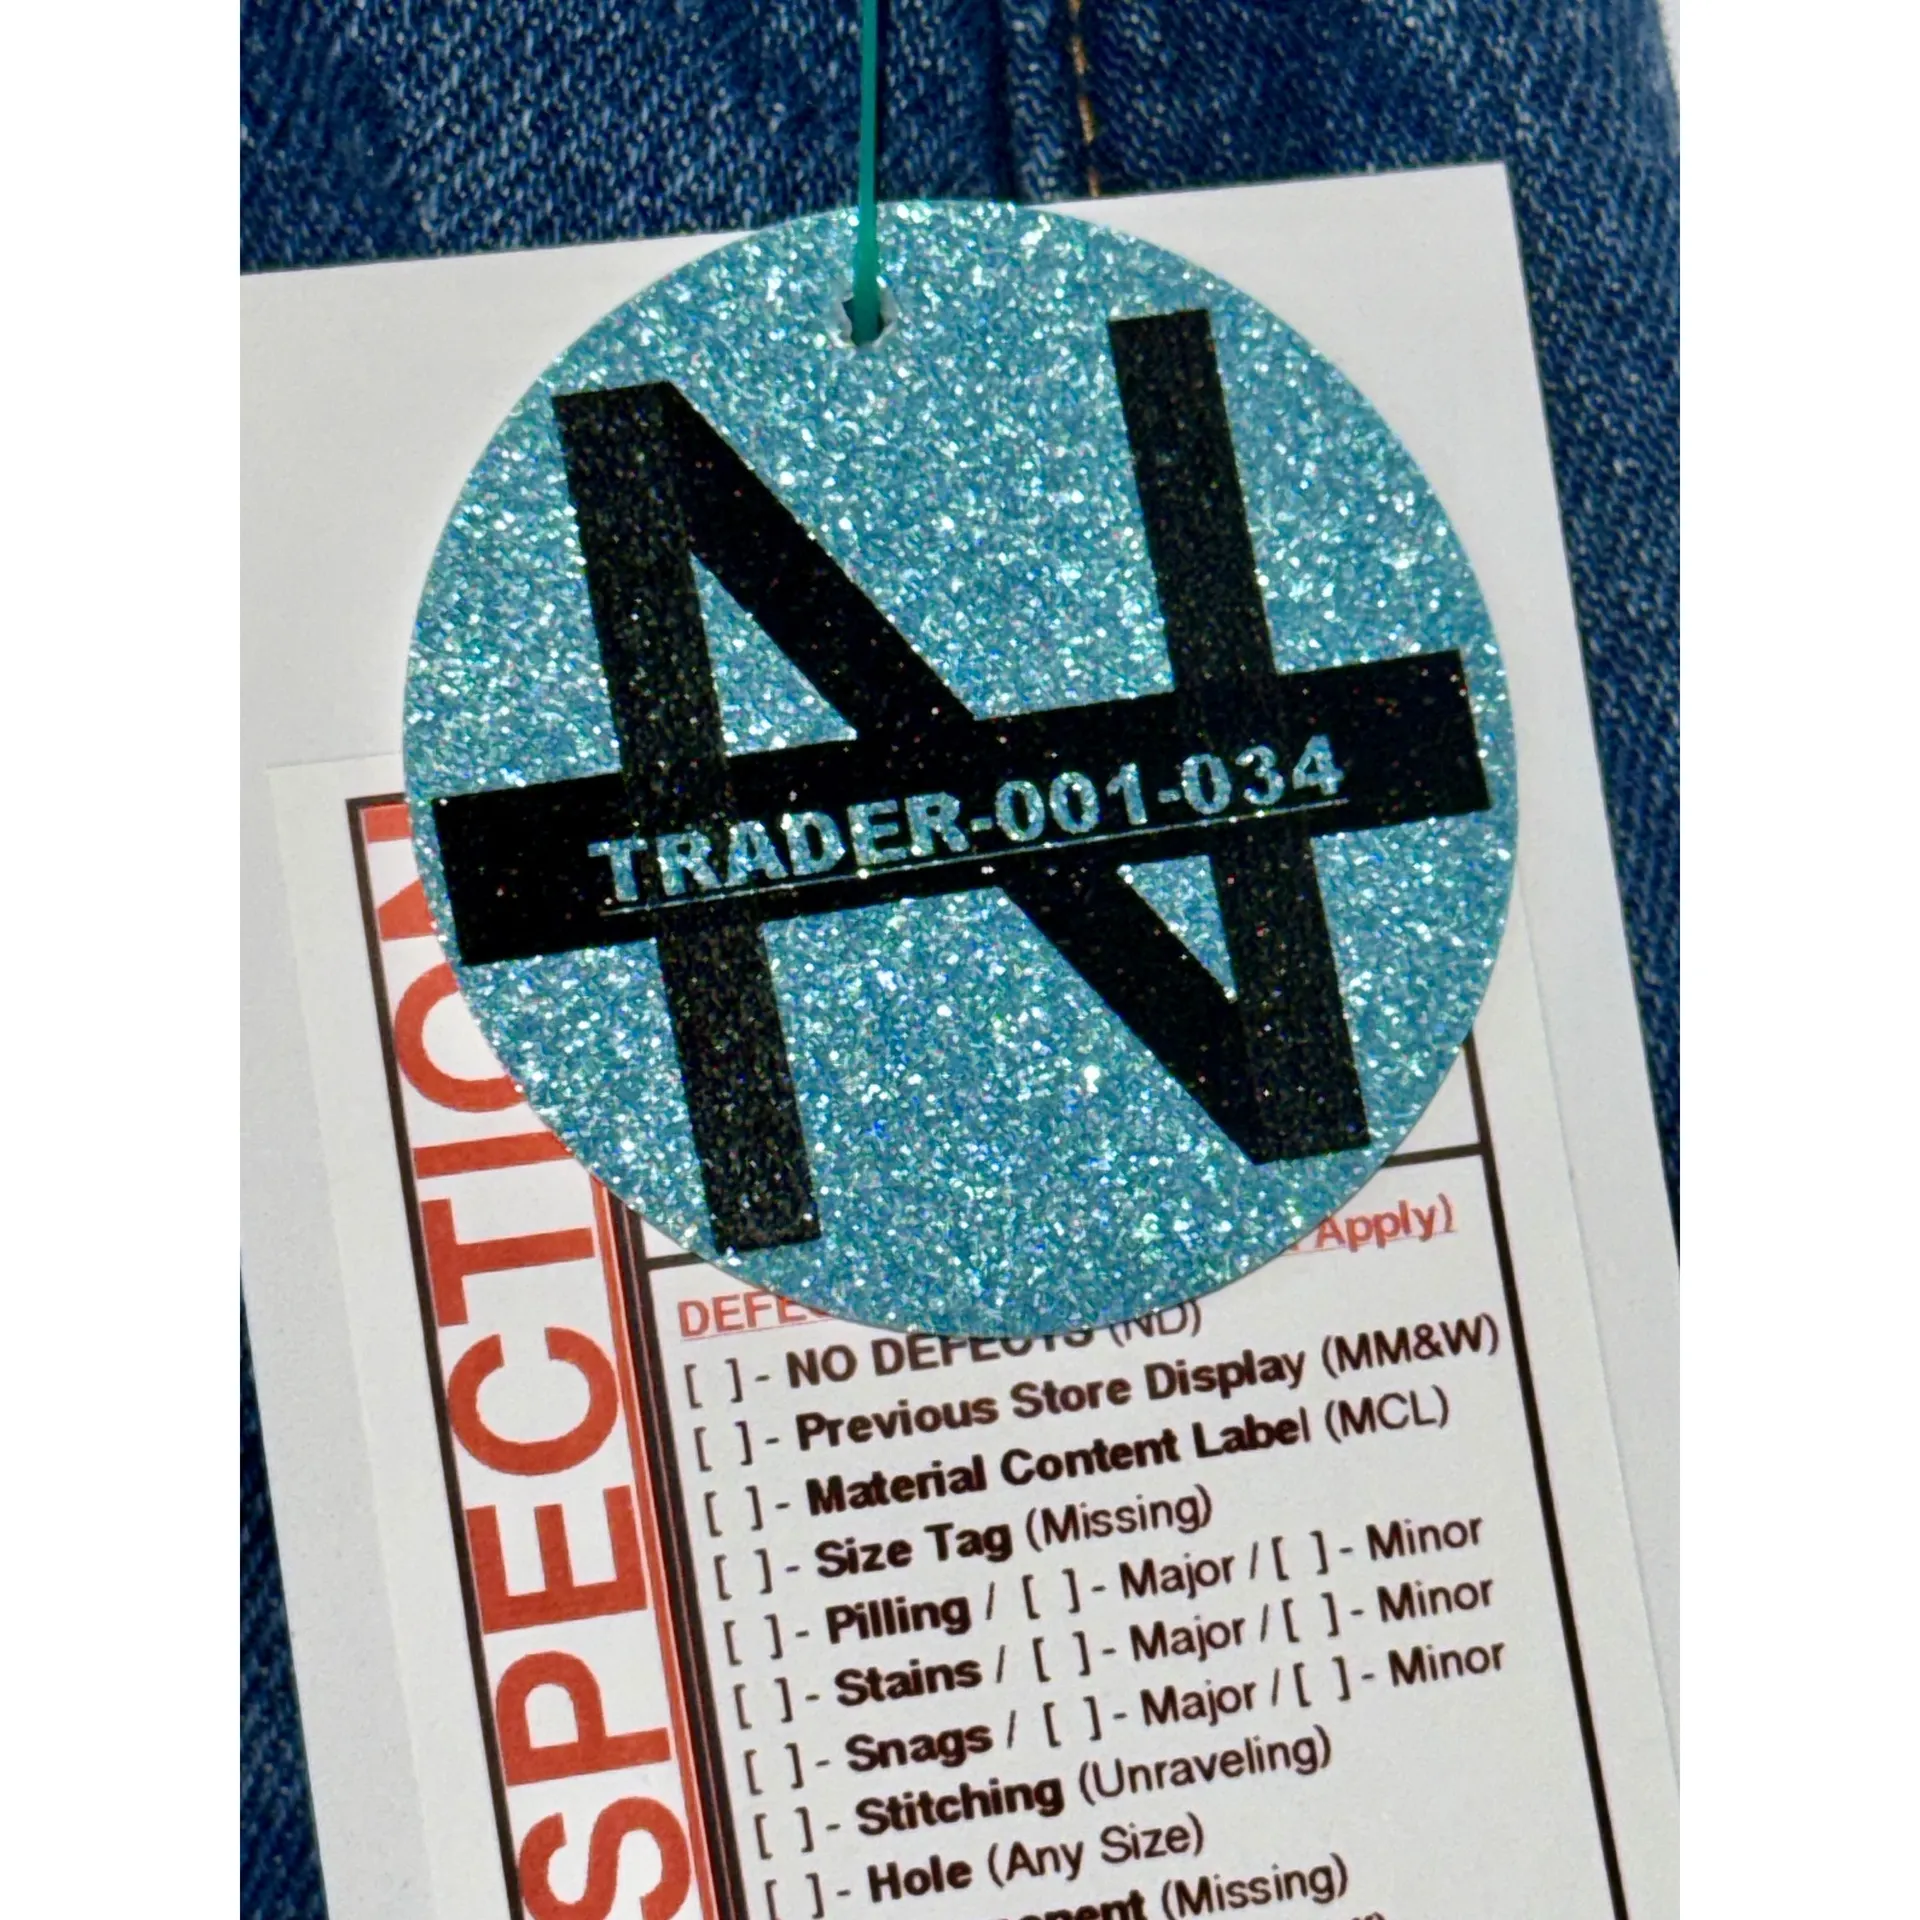 N
TRADER-001-034
SPECTION
Apply)
[ ] - NO DEFECTS (ND)
[ ] - Previous Store Display (MM&W)
[ ] - Material Content Label (MCL)
[ ] - Size Tag (Missing)
[ ] - Pilling / [ ] - Major / [ ] - Minor
[ ] - Stains / [ ] - Major / [ ] - Minor
[ ] - Snags / [ ] - Major / [ ] - Minor
[ ] - Stitching (Unraveling)
[ ] - Hole (Any Size)
(Missing)